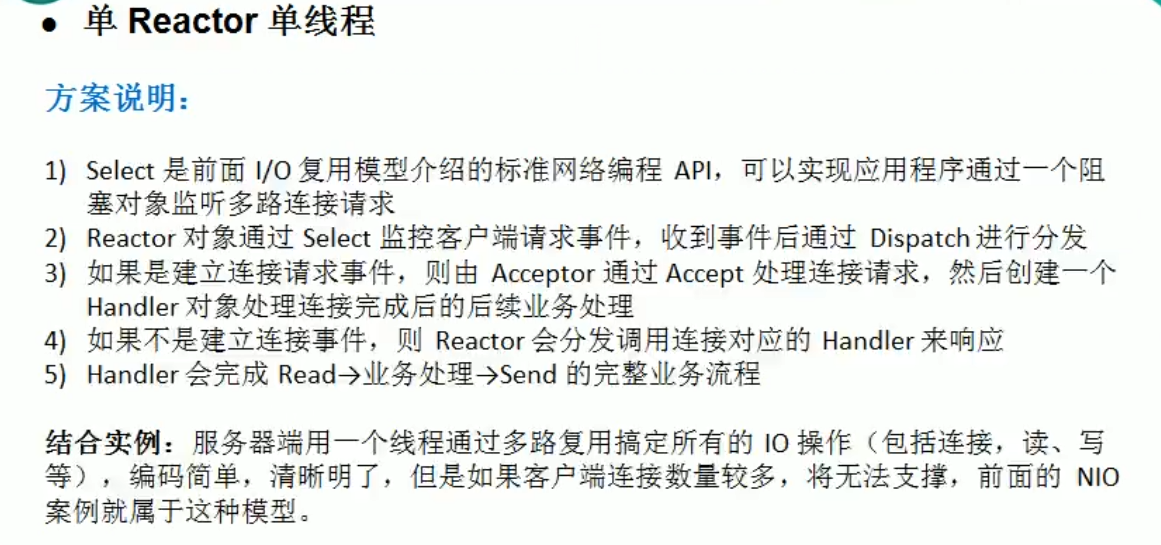 ● 单 Reactor 单线程
方案说明：
1) Select 是前面 I/O 复用模型介绍的标准网络编程 API，可以实现应用程序通过一个阻
塞对象监听多路连接请求
2) Reactor 对象通过 Select 监控客户端请求事件，收到事件后通过 Dispatch 进行分发
3) 如果是建立连接请求事件，则由 Acceptor 通过 Accept 处理连接请求，然后创建一个
Handler 对象处理连接完成后的后续业务处理
4) 如果不是建立连接事件，则 Reactor 会分发调用连接对应的 Handler 来响应
5) Handler 会完成 Read→业务处理→Send 的完整业务流程
结合实例：服务器端用一个线程通过多路复用搞定所有的 IO 操作（包括连接，读、写
等），编码简单，清晰明了，但是如果客户端连接数量较多，将无法支撑，前面的 NIO
案例就属于这种模型。